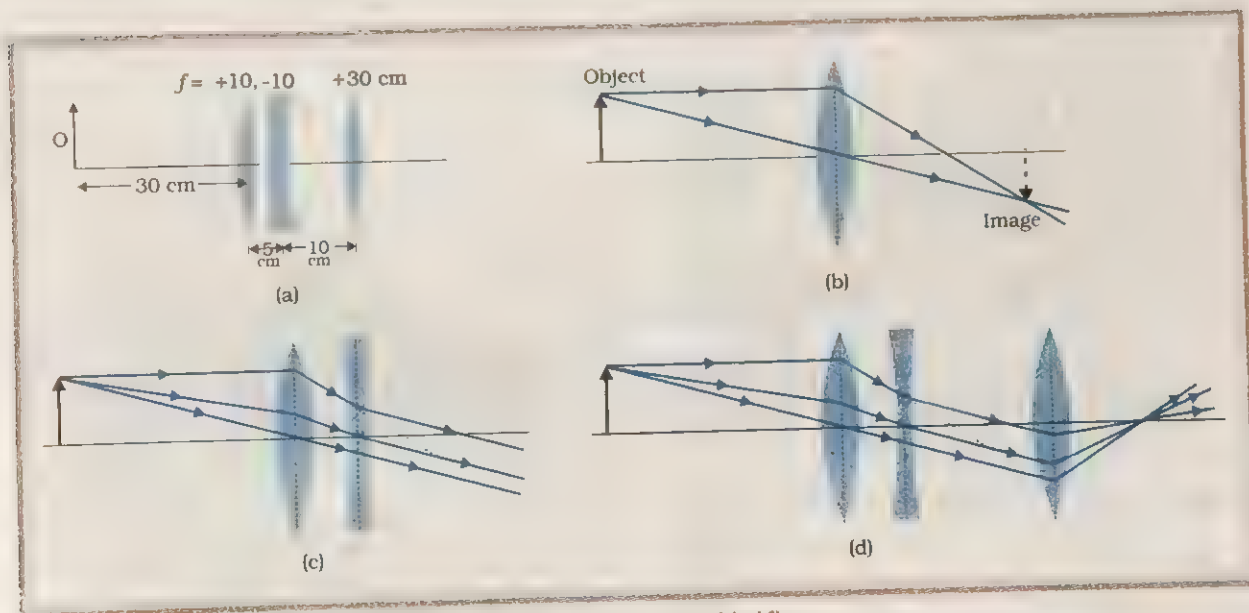 f = +10, -10 +30 cm
O
30 cm
5 10
cm cm
(a)
Object
Image
(b)
(c)
(d)